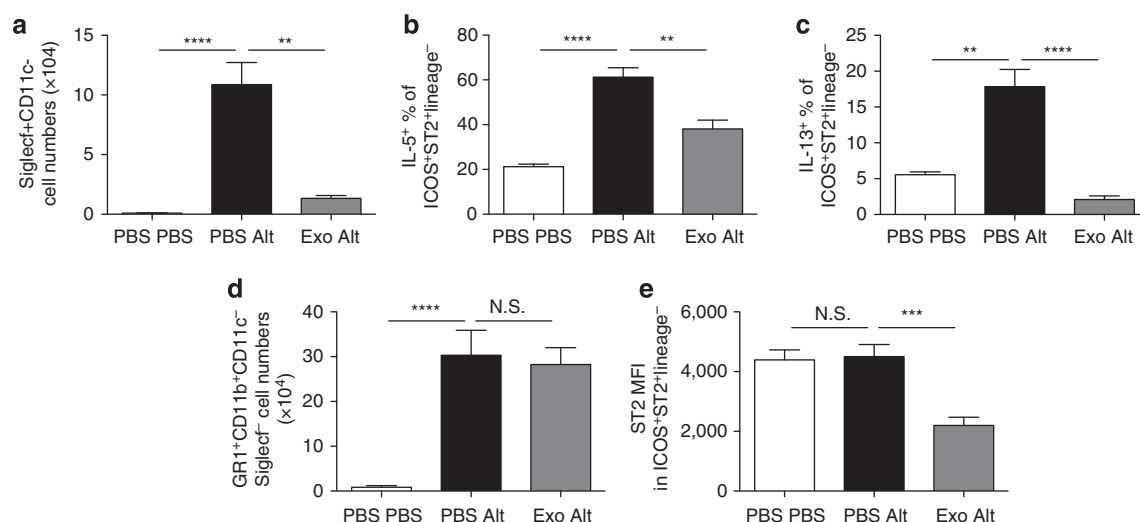 a
Siglecf+CD11c-
cell numbers (×104)
15
10
5
0
****
**
PBS PBS
PBS Alt
Exo Alt
b
IL-5⁺ % of
ICOS⁺ST2⁺lineage⁻
80
60
40
20
0
****
**
PBS PBS
PBS Alt
Exo Alt
c
IL-13⁺ % of
ICOS⁺ST2⁺lineage⁻
25
20
15
10
5
0
**
****
PBS PBS
PBS Alt
Exo Alt
d
GR1⁺CD11b⁺CD11c⁻
Siglecf⁻ cell numbers
(×10⁴)
40
30
20
10
0
****
N.S.
PBS PBS
PBS Alt
Exo Alt
e
ST2 MFI
in ICOS⁺ST2⁺lineage⁻
6,000
4,000
2,000
0
N.S.
***
PBS PBS
PBS Alt
Exo Alt